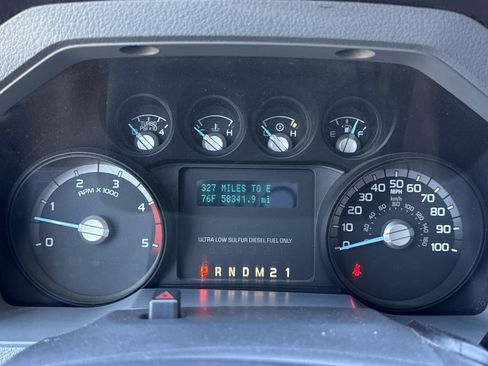 TURBO
PSI x 10
0 4
C H
C H
E F
0 1 2 3 4 5
RPM x 1000
327 MILES TO E
76F 58341.9 mi
ULTRA LOW SULFUR DIESEL FUEL ONLY
P R N D M 2 1
0 10 20 30 40 50 60 70 80 90 100
MPH
km/h